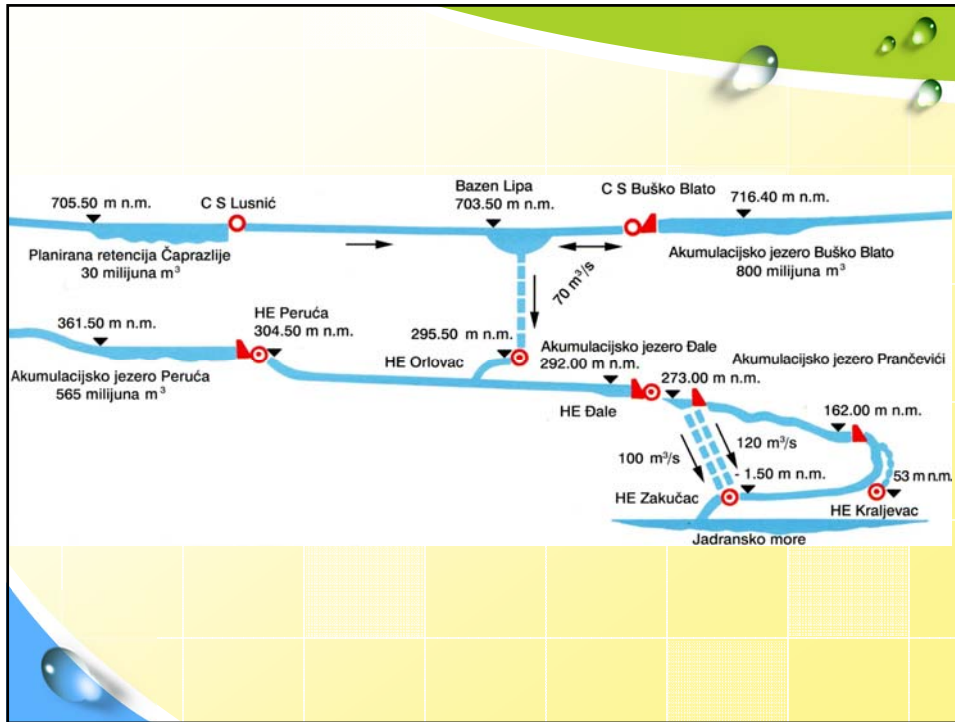 705.50 m n.m.
C S Lusnić
Bazen Lipa
703.50 m n.m.
C S Buško Blato
716.40 m n.m.
Planirana retencija Čaprazlije
30 milijuna m³
Akumulacijsko jezero Buško Blato
800 milijuna m³
70 m³/s
361.50 m n.m.
HE Peruća
304.50 m n.m.
295.50 m n.m.
HE Orlovac
Akumulacijsko jezero Peruća
565 milijuna m³
Akumulacijsko jezero Đale
292.00 m n.m.
HE Đale
273.00 m n.m.
Akumulacijsko jezero Prančevići
162.00 m n.m.
100 m³/s
120 m³/s
- 1.50 m n.m.
53 m n.m.
HE Zakučac
HE Kraljevac
Jadransko more